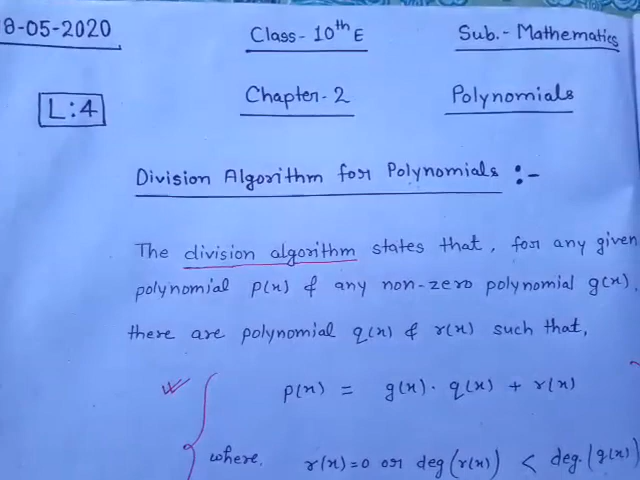 8-05-2020 Class- 10th E Sub.- Mathematics
L:4 Chapter-2 Polynomials
Division Algorithm for Polynomials :-
The division algorithm states that, for any given
polynomial p(x) & any non-zero polynomial g(x),
there are polynomial q(x) & r(x) such that,
p(x) = g(x). q(x) + r(x)
where, r(x)=0 or deg(r(x)) < deg.(g(x))